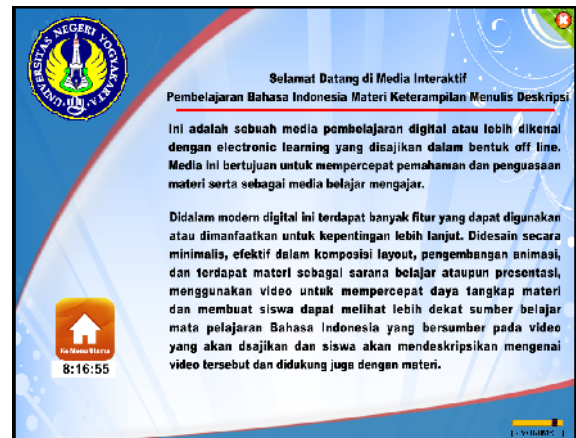 UNIVERSITAS NEGERI YOGYAKARTA
Selamat Datang di Media Interaktif
Pembelajaran Bahasa Indonesia Materi Keterampilan Menulis Deskripsi
Ini adalah sebuah media pembelajaran digital atau lebih dikenal
dengan electronic learning yang disajikan dalam bentuk off line.
Media ini bertujuan untuk mempercepat pemahaman dan penguasaan
materi serta sebagai media belajar mengajar.
Didalam modern digital ini terdapat banyak fitur yang dapat digunakan
atau dimanfaatkan untuk kepentingan lebih lanjut. Didesain secara
minimalis, efektif dalam komposisi layout, pengembangan animasi,
dan terdapat materi sebagai sarana belajar ataupun presentasi,
menggunakan video untuk mempercepat daya tangkap materi
dan membuat siswa dapat melihat lebih dekat sumber belajar
mata pelajaran Bahasa Indonesia yang bersumber pada video
yang akan dsajikan dan siswa akan mendeskripsikan mengenai
video tersebut dan didukung juga dengan materi.
Ke Menu Utama
8:16:55
[ - VOLUME - ]